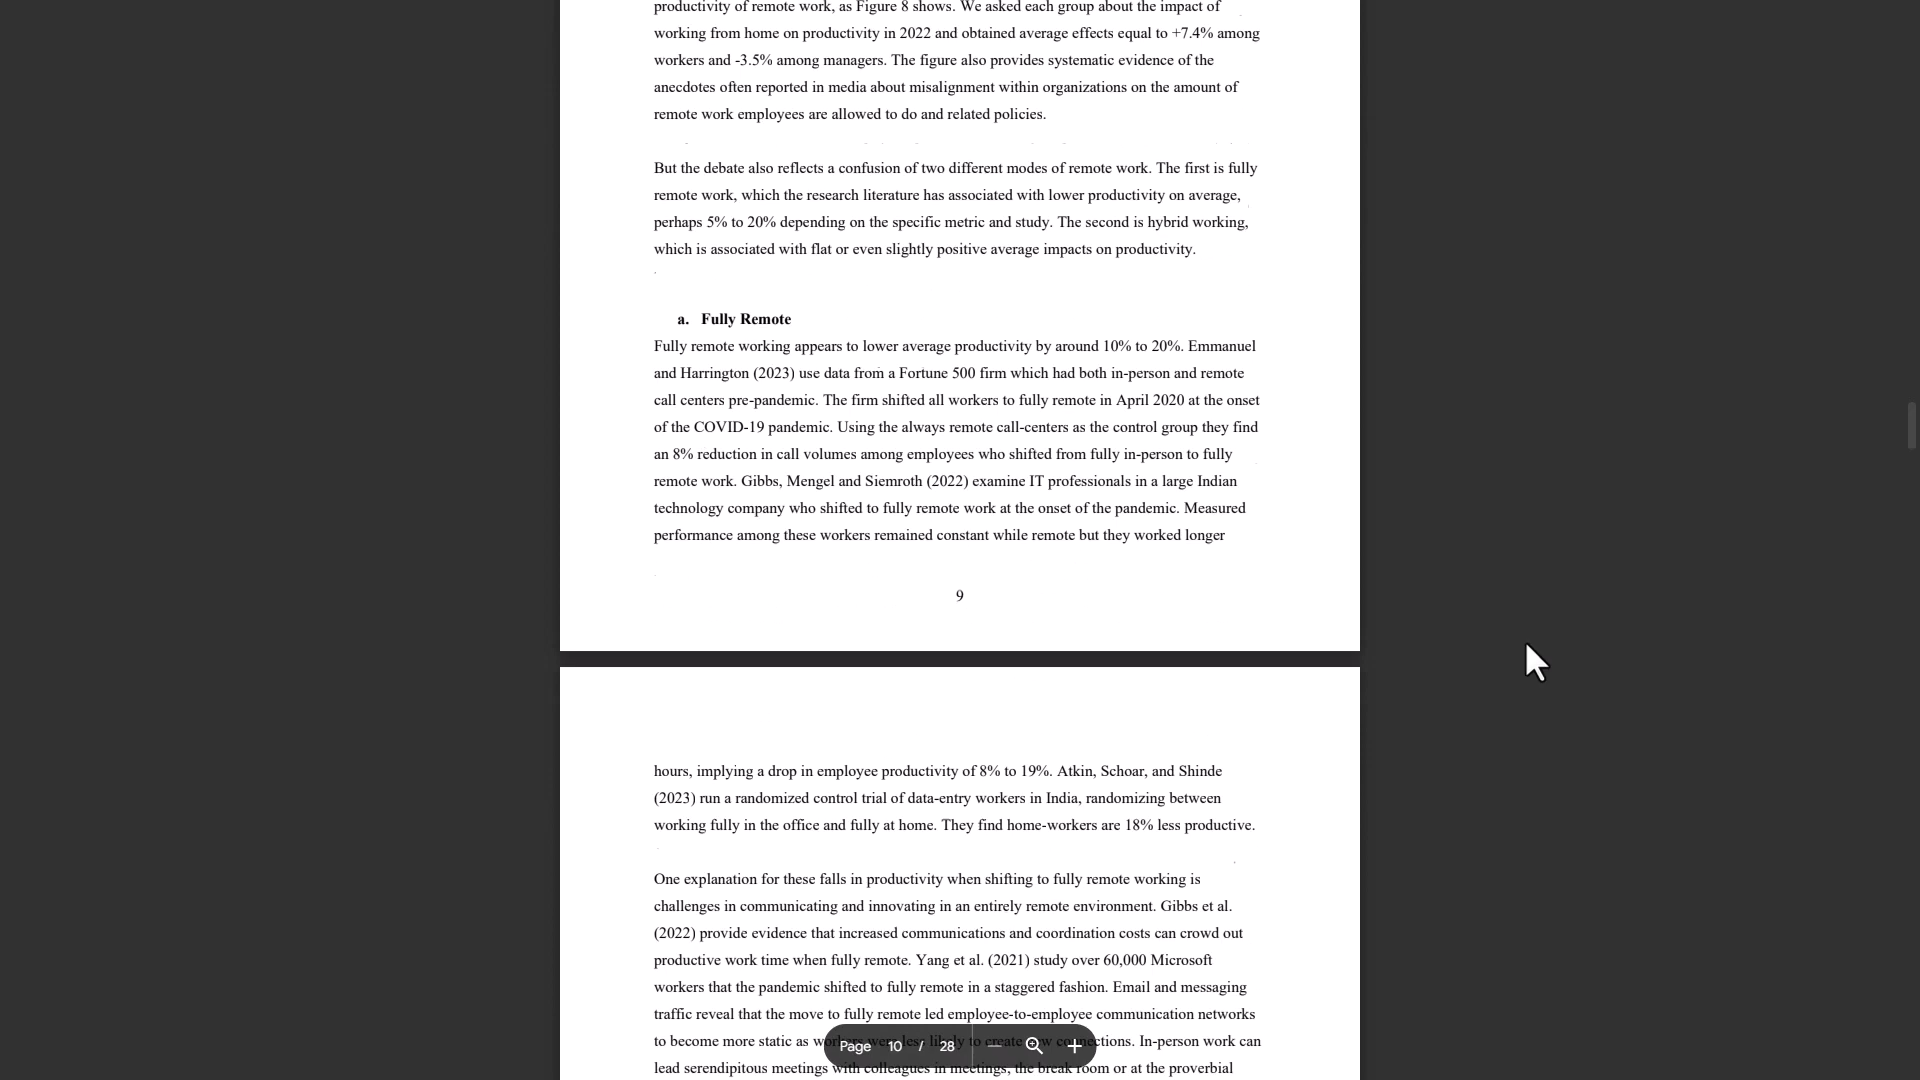 productivity of remote work, as Figure 8 shows. We asked each group about the impact of
working from home on productivity in 2022 and obtained average effects equal to +7.4% among
workers and -3.5% among managers. The figure also provides systematic evidence of the
anecdotes often reported in media about misalignment within organizations on the amount of
remote work employees are allowed to do and related policies.
But the debate also reflects a confusion of two different modes of remote work. The first is fully
remote work, which the research literature has associated with lower productivity on average,
perhaps 5% to 20% depending on the specific metric and study. The second is hybrid working,
which is associated with flat or even slightly positive average impacts on productivity.
a. Fully Remote
Fully remote working appears to lower average productivity by around 10% to 20%. Emmanuel
and Harrington (2023) use data from a Fortune 500 firm which had both in-person and remote
call centers pre-pandemic. The firm shifted all workers to fully remote in April 2020 at the onset
of the COVID-19 pandemic. Using the always remote call-centers as the control group they find
an 8% reduction in call volumes among employees who shifted from fully in-person to fully
remote work. Gibbs, Mengel and Siemroth (2022) examine IT professionals in a large Indian
technology company who shifted to fully remote work at the onset of the pandemic. Measured
performance among these workers remained constant while remote but they worked longer
9
hours, implying a drop in employee productivity of 8% to 19%. Atkin, Schoar, and Shinde
(2023) run a randomized control trial of data-entry workers in India, randomizing between
working fully in the office and fully at home. They find home-workers are 18% less productive.
One explanation for these falls in productivity when shifting to fully remote working is
challenges in communicating and innovating in an entirely remote environment. Gibbs et al.
(2022) provide evidence that increased communications and coordination costs can crowd out
productive work time when fully remote. Yang et al. (2021) study over 60,000 Microsoft
workers that the pandemic shifted to fully remote in a staggered fashion. Email and messaging
traffic reveal that the move to fully remote led employee-to-employee communication networks
to become more static as workers were less likely to create new connections. In-person work can
lead serendipitous meetings with colleagues in meetings, the break room or at the proverbial
Page 10 / 28